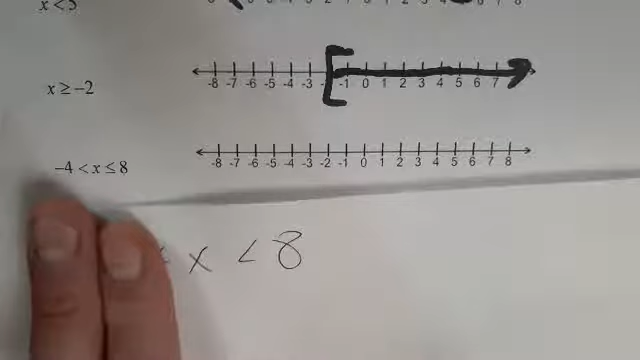 x<5
x ≥ -2
-8 -7 -6 -5 -4 -3 -1 0 1 2 3 4 5 6 7
-4 < x ≤ 8
-8 -7 -6 -5 -4 -3 -2 -1 0 1 2 3 4 5 6 7 8
x < 8